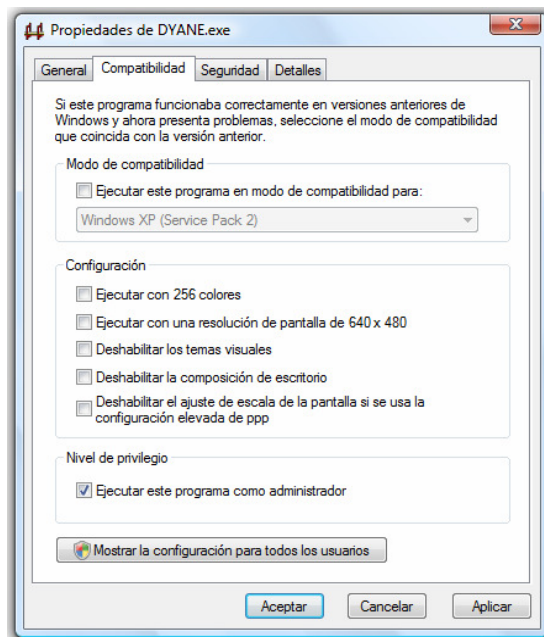 Propiedades de DYANE.exe
General Compatibilidad Seguridad Detalles
Si este programa funcionaba correctamente en versiones anteriores de
Windows y ahora presenta problemas, seleccione el modo de compatibilidad
que coincida con la versión anterior.
Modo de compatibilidad
Ejecutar este programa en modo de compatibilidad para:
Windows XP (Service Pack 2)
Configuración
Ejecutar con 256 colores
Ejecutar con una resolución de pantalla de 640 x 480
Deshabilitar los temas visuales
Deshabilitar la composición de escritorio
Deshabilitar el ajuste de escala de la pantalla si se usa la
configuración elevada de ppp
Nivel de privilegio
Ejecutar este programa como administrador
Mostrar la configuración para todos los usuarios
Aceptar Cancelar Aplicar